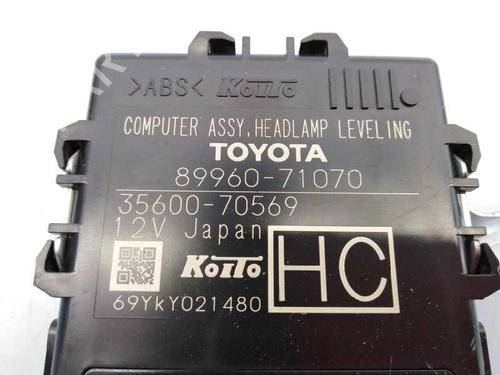 >ABS< KOITO
COMPUTER ASSY, HEADLAMP LEVELING
TOYOTA
89960-71070
35600-70569
12V Japan
KOITO HC
69YkY021480